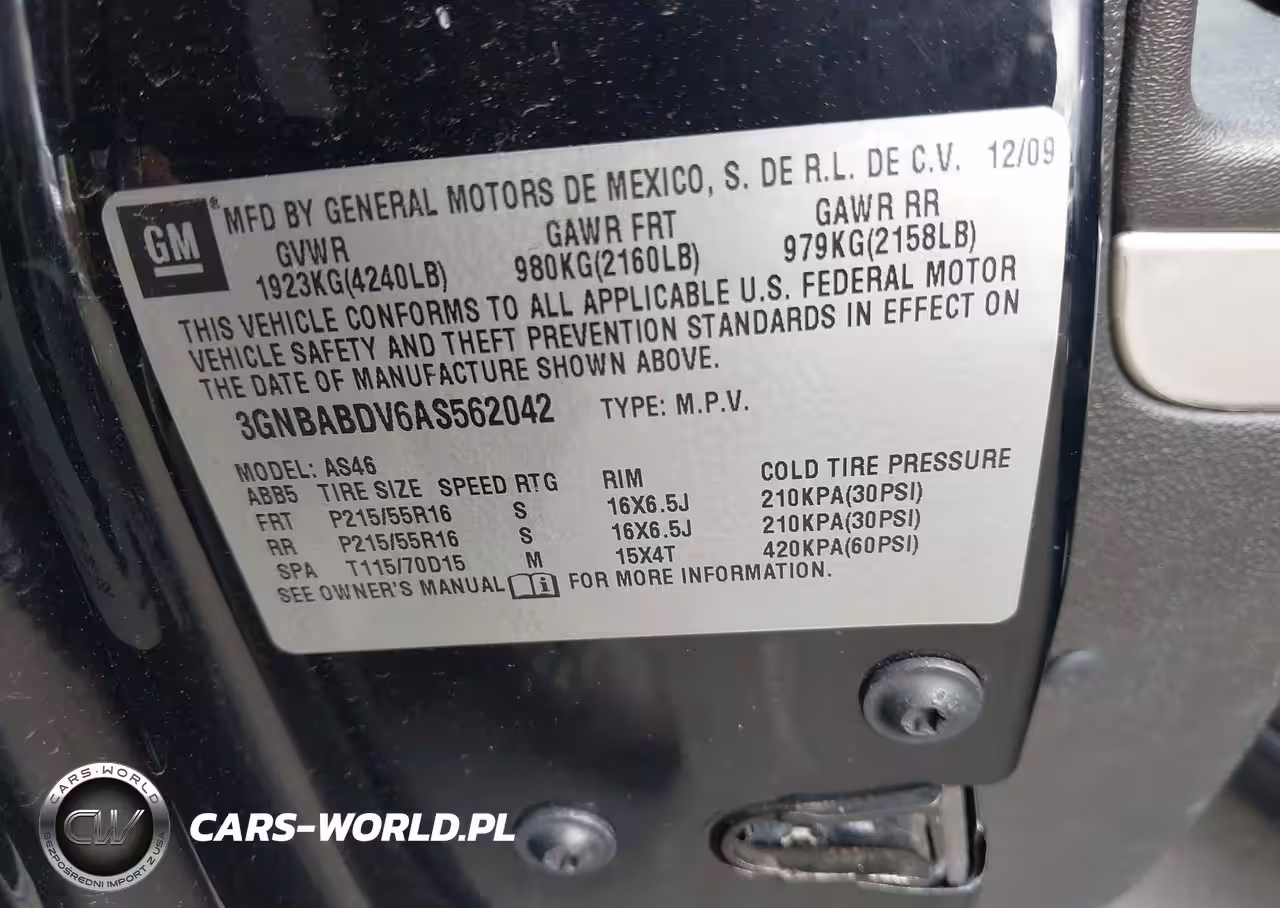 GM® MFD BY GENERAL MOTORS DE MEXICO, S. DE R.L. DE C.V. 12/09
GVWR GAWR FRT GAWR RR
1923KG(4240LB) 980KG(2160LB) 979KG(2158LB)
THIS VEHICLE CONFORMS TO ALL APPLICABLE U.S. FEDERAL MOTOR
VEHICLE SAFETY AND THEFT PREVENTION STANDARDS IN EFFECT ON
THE DATE OF MANUFACTURE SHOWN ABOVE.
3GNBABDV6AS562042 TYPE: M.P.V.
MODEL: AS46
ABB5 TIRE SIZE SPEED RTG RIM COLD TIRE PRESSURE
FRT P215/55R16 S 16X6.5J 210KPA(30PSI)
RR P215/55R16 S 16X6.5J 210KPA(30PSI)
SPA T115/70D15 M 15X4T 420KPA(60PSI)
SEE OWNER'S MANUAL FOR MORE INFORMATION.
CARS-WORLD
CW
BEZPOŚREDNI IMPORT Z USA
CARS-WORLD.PL